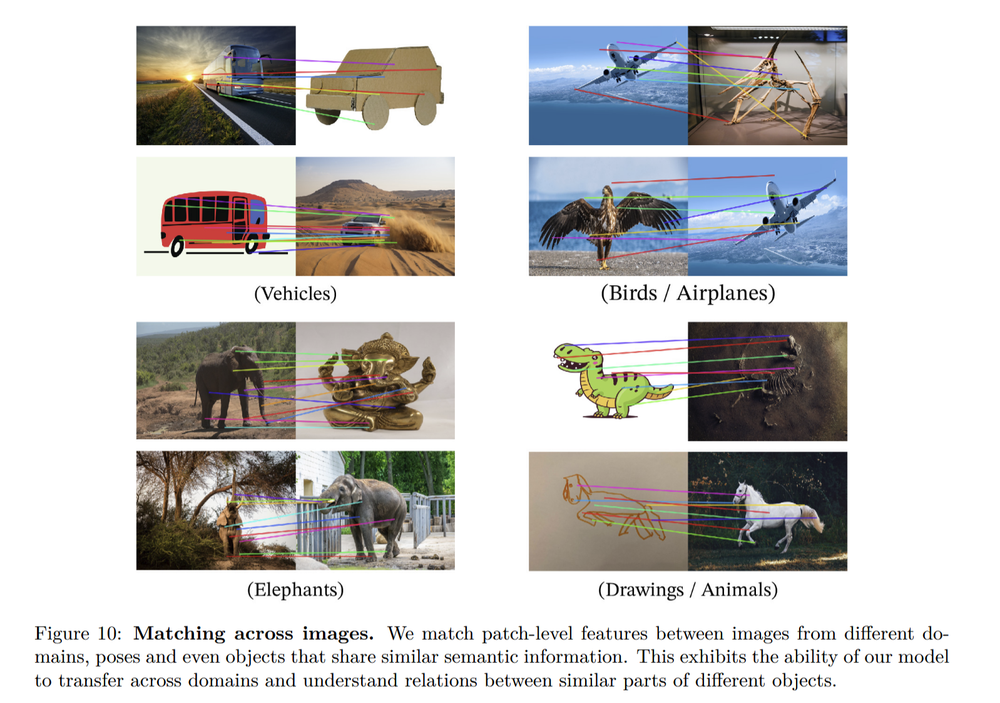 (Vehicles)
(Birds / Airplanes)
(Elephants)
(Drawings / Animals)
Figure 10: Matching across images. We match patch-level features between images from different do-
mains, poses and even objects that share similar semantic information. This exhibits the ability of our model
to transfer across domains and understand relations between similar parts of different objects.